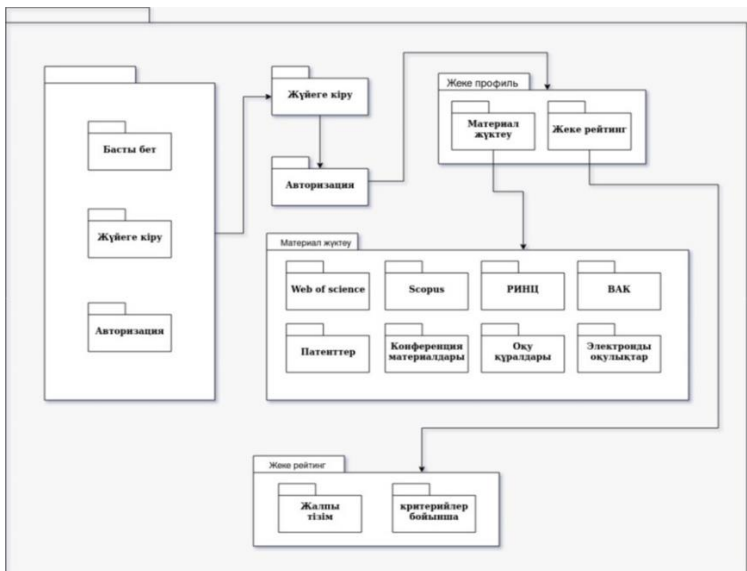 Басты бет
Жүйеге кіру
Авторизация
Жүйеге кіру
Авторизация
Жеке профиль
Материал
жүктеу
Жеке рейтинг
Материал жүктеу
Web of science
Scopus
РИНЦ
ВАК
Патенттер
Конференция
материалдары
Оқу
құралдары
Электронды
оқулықтар
Жеке рейтинг
Жалпы
тізім
критерийлер
бойынша